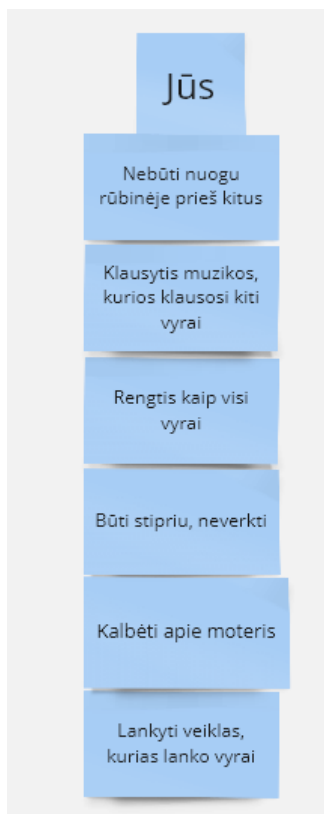 Jūs
Nebūti nuogu
rūbinėje prieš kitus
Klausytis muzikos,
kurios klausosi kiti
vyrai
Rengtis kaip visi
vyrai
Būti stipriu, neverkti
Kalbėti apie moteris
Lankyti veiklas,
kurias lanko vyrai